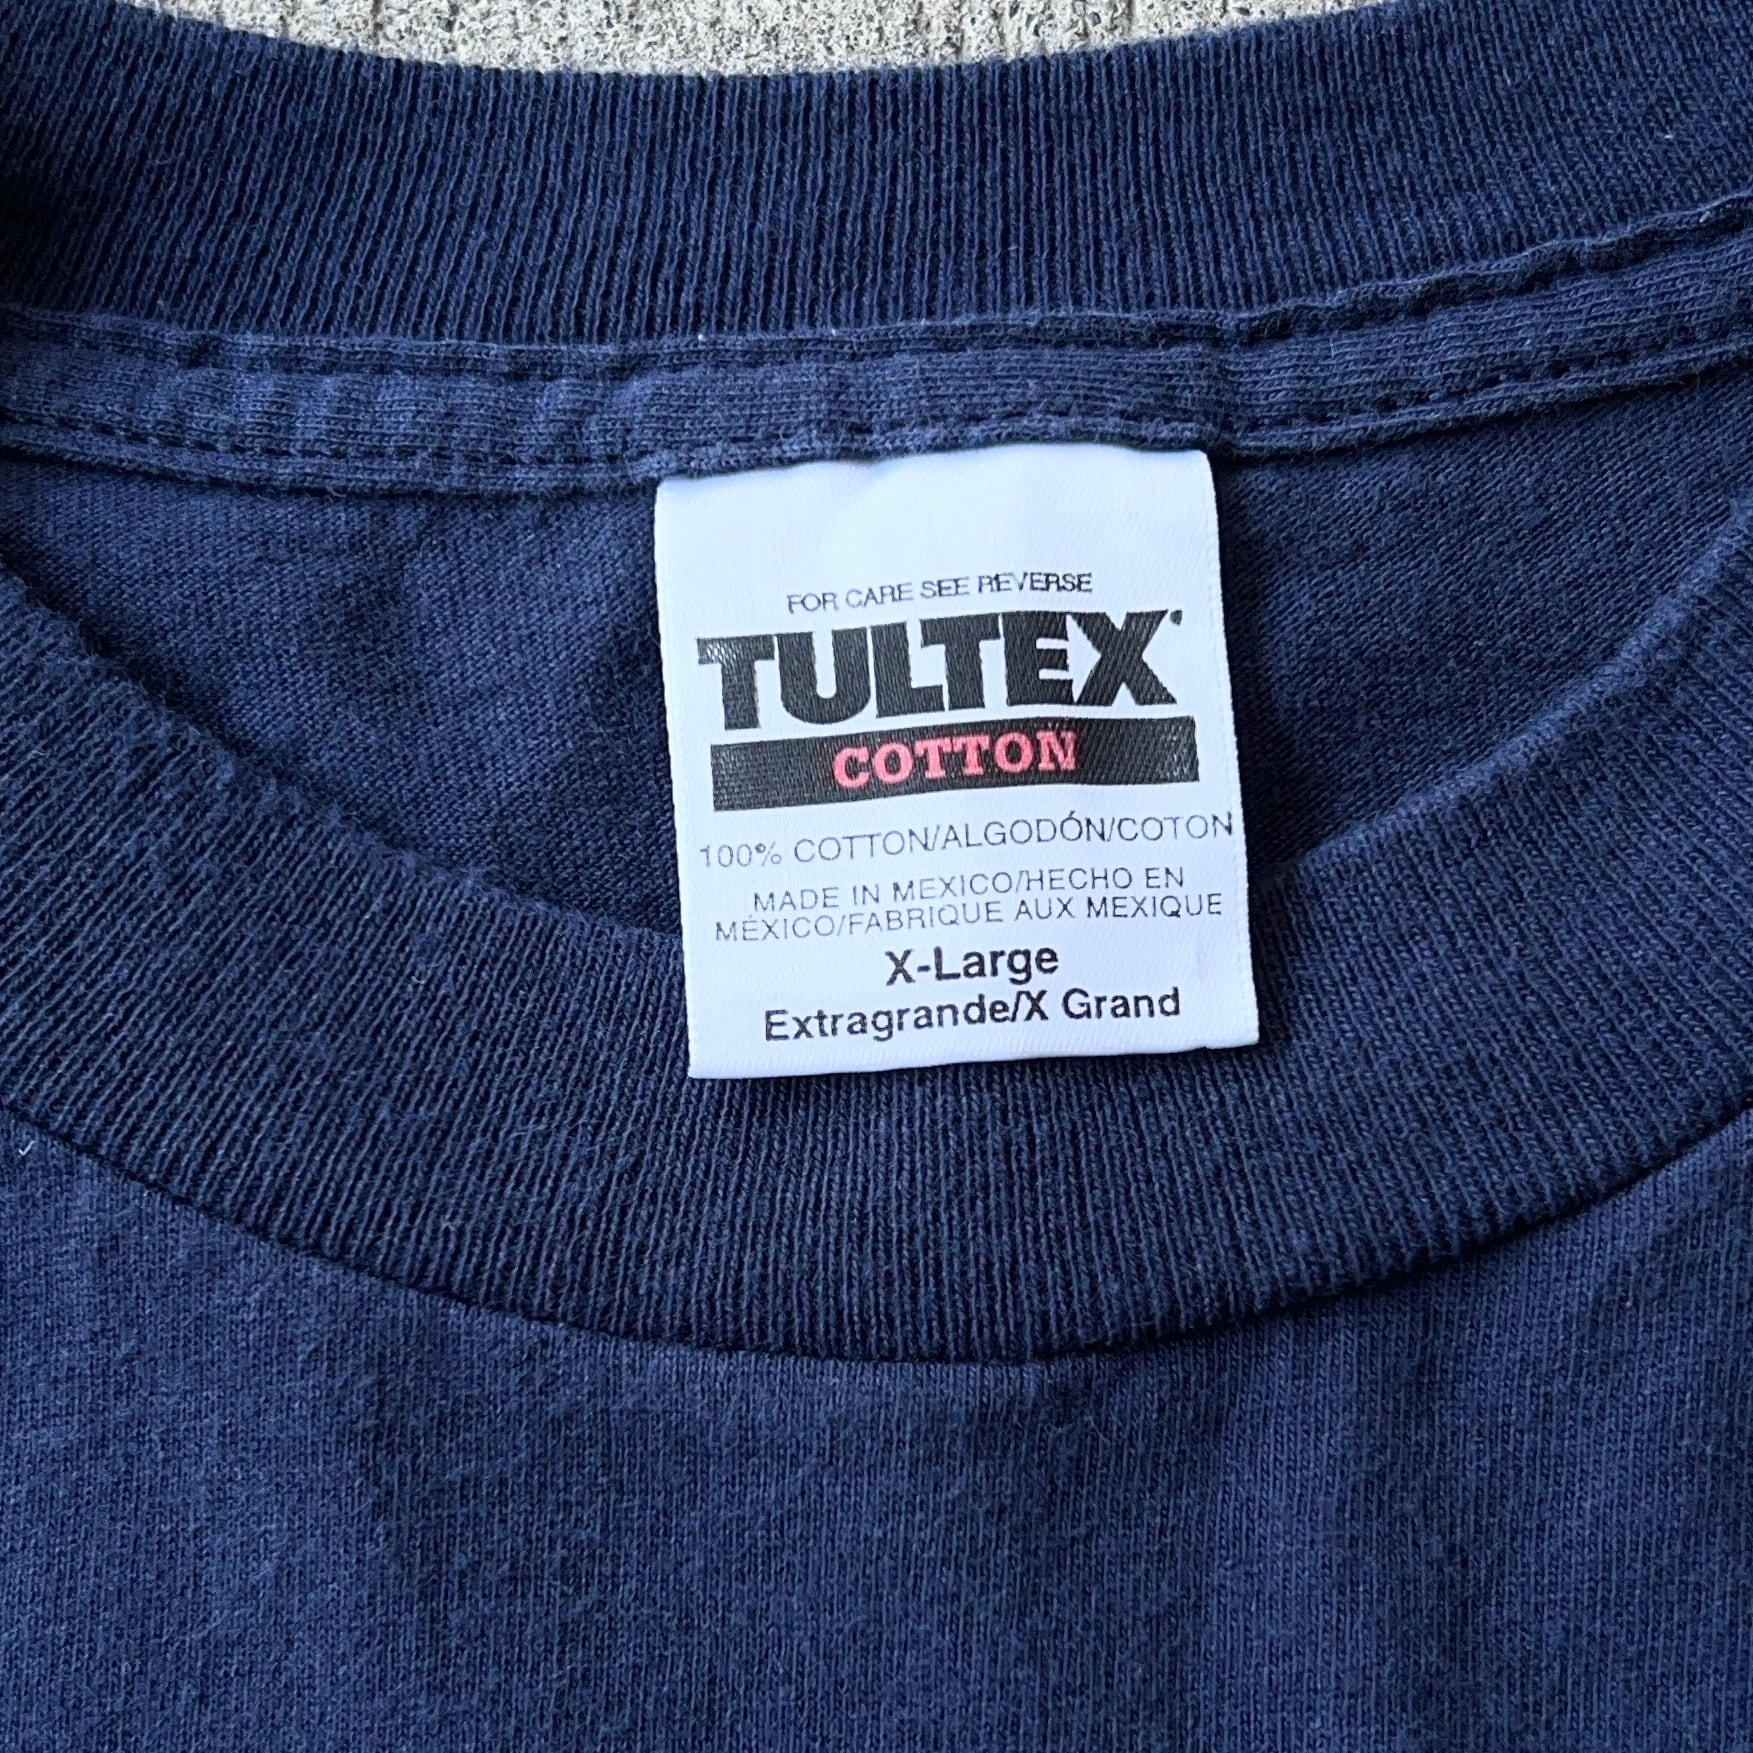 FOR CARE SEE REVERSE
TULTEX
COTTON
100% COTTON/ALGODÓN/COTON
MADE IN MEXICO/HECHO EN
MÉXICO/FABRIQUE AUX MEXIQUE
X-Large
Extragrande/X Grand